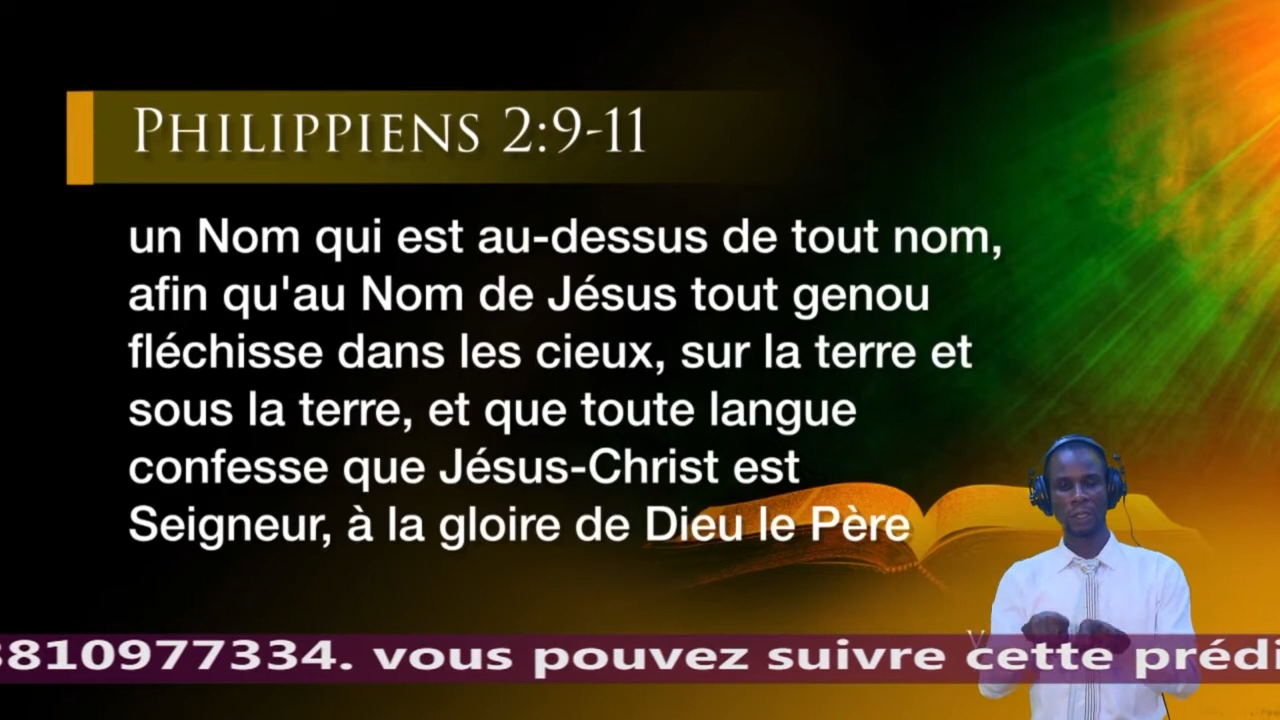 PHILIPPIENS 2:9-11
un Nom qui est au-dessus de tout nom,
afin qu'au Nom de Jésus tout genou
fléchisse dans les cieux, sur la terre et
sous la terre, et que toute langue
confesse que Jésus-Christ est
Seigneur, à la gloire de Dieu le Père
810977334. vous pouvez suivre cette prédi